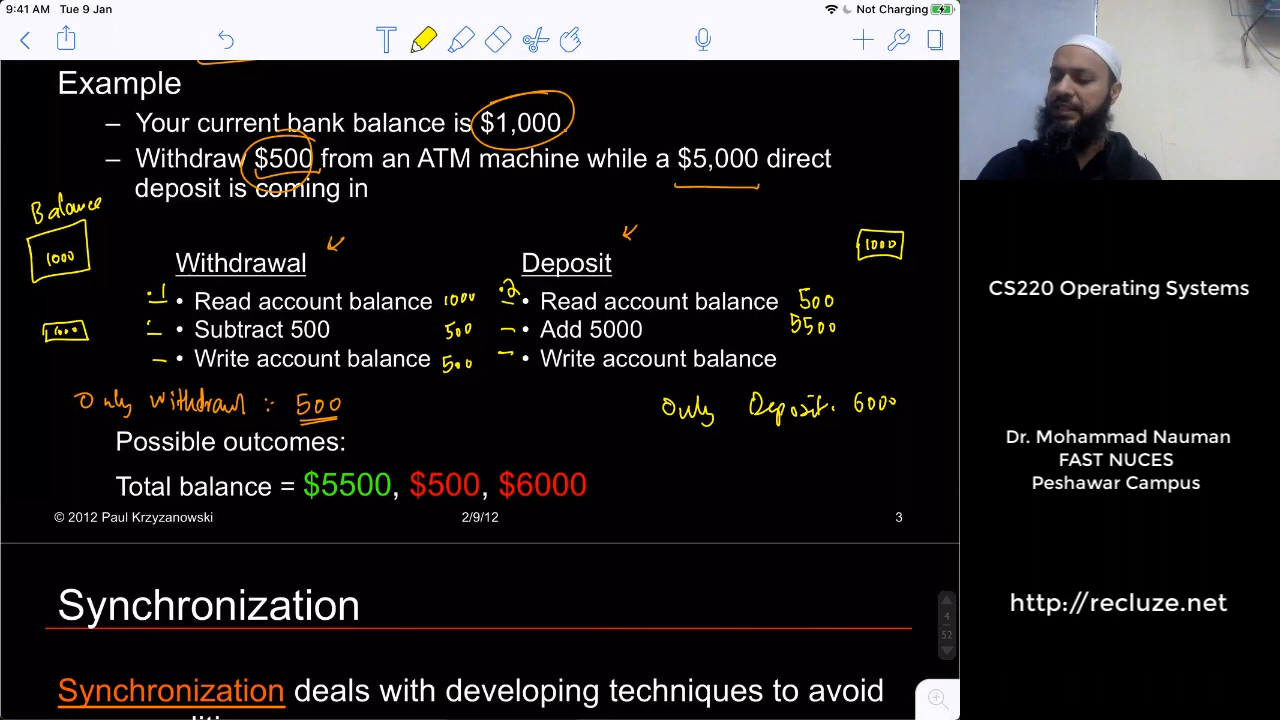 9:41 AM Tue 9 Jan
Not Charging
T
Example
– Your current bank balance is $1,000.
– Withdraw $500 from an ATM machine while a $5,000 direct
deposit is coming in
Balance
1000
1000
Withdrawal
Deposit
1
• Read account balance 1000
• Subtract 500 500
• Write account balance 500
1000
2
• Read account balance 500
• Add 5000 5500
• Write account balance
Only withdrawl : 500
Only Deposit. 6000
Possible outcomes:
Total balance = $5500, $500, $6000
© 2012 Paul Krzyzanowski
2/9/12
3
Synchronization
4
52
Synchronization deals with developing techniques to avoid
CS220 Operating Systems
Dr. Mohammad Nauman
FAST NUCES
Peshawar Campus
http://recluze.net